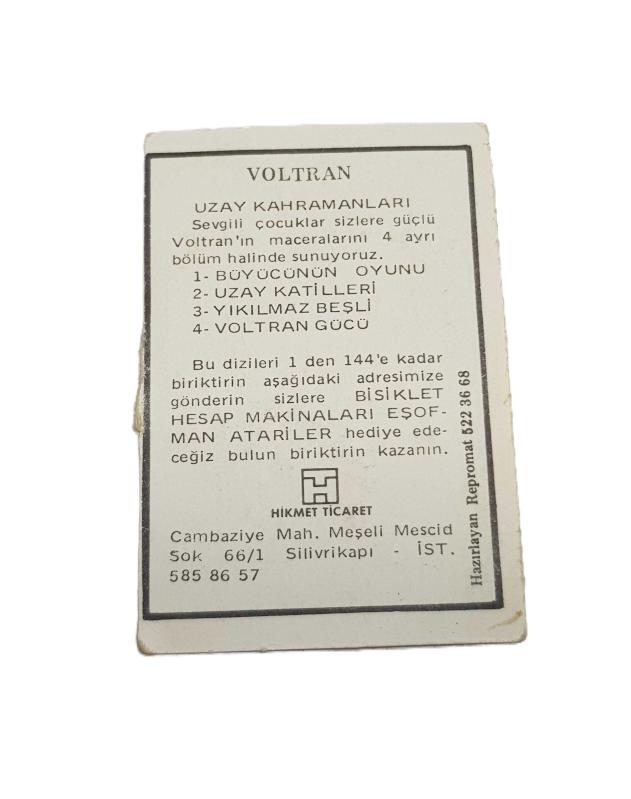 VOLTRAN
UZAY KAHRAMANLARI
Sevgili çocuklar sizlere güçlü
Voltran'ın maceralarını 4 ayrı
bölüm halinde sunuyoruz.
1- BÜYÜCÜNÜN OYUNU
2- UZAY KATİLLERİ
3- YIKILMAZ BEŞLİ
4- VOLTRAN GÜCÜ
Bu dizileri 1 den 144'e kadar
biriktirin aşağıdaki adresimize
gönderin sizlere BİSİKLET
HESAP MAKİNALARI EŞOF-
MAN ATARİLER hediye ede-
ceğiz bulun biriktirin kazanın.
HİKMET TİCARET
Cambaziye Mah. Meşeli Mescid
Sok 66/1 Silivrikapı - İST.
585 86 57
Hazırlayan Repromat 522 36 68